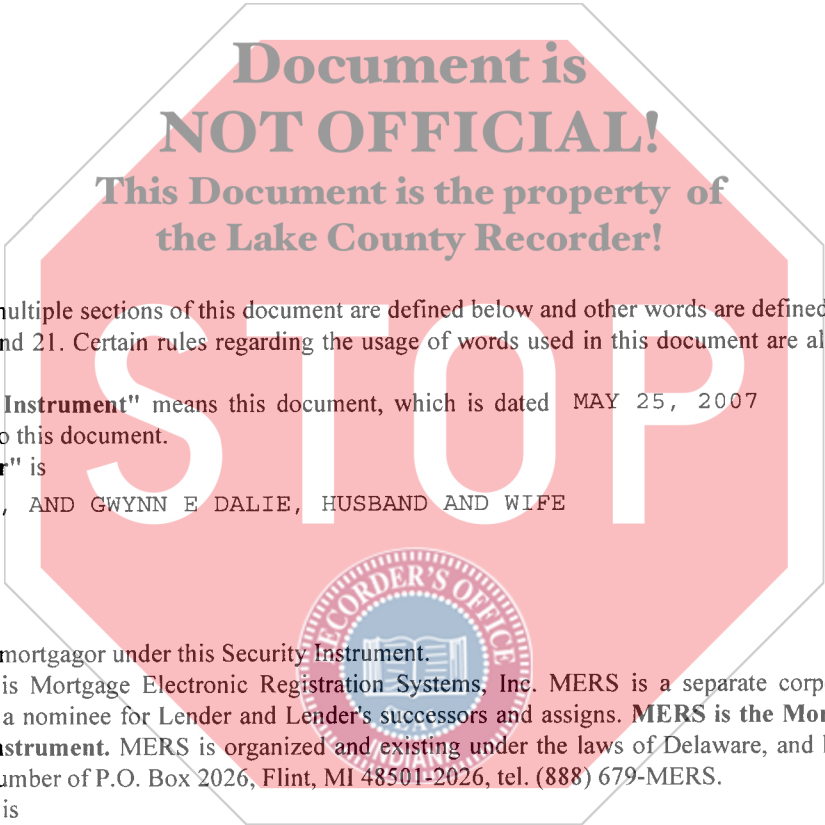 Document is
NOT OFFICIAL!
This Document is the property of
the Lake County Recorder!
multiple sections of this document are defined below and other words are defined
nd 21. Certain rules regarding the usage of words used in this document are al
Instrument" means this document, which is dated MAY 25, 2007
o this document.
r" is
, AND GWYNN E DALIE, HUSBAND AND WIFE
STOP
RECORDER'S OFFICE
mortgagor under this Security Instrument.
is Mortgage Electronic Registration Systems, Inc. MERS is a separate corp
a nominee for Lender and Lender's successors and assigns. MERS is the Mor
nstrument. MERS is organized and existing under the laws of Delaware, and
INDIANA
umber of P.O. Box 2026, Flint, MI 48501-2026, tel. (888) 679-MERS.
is